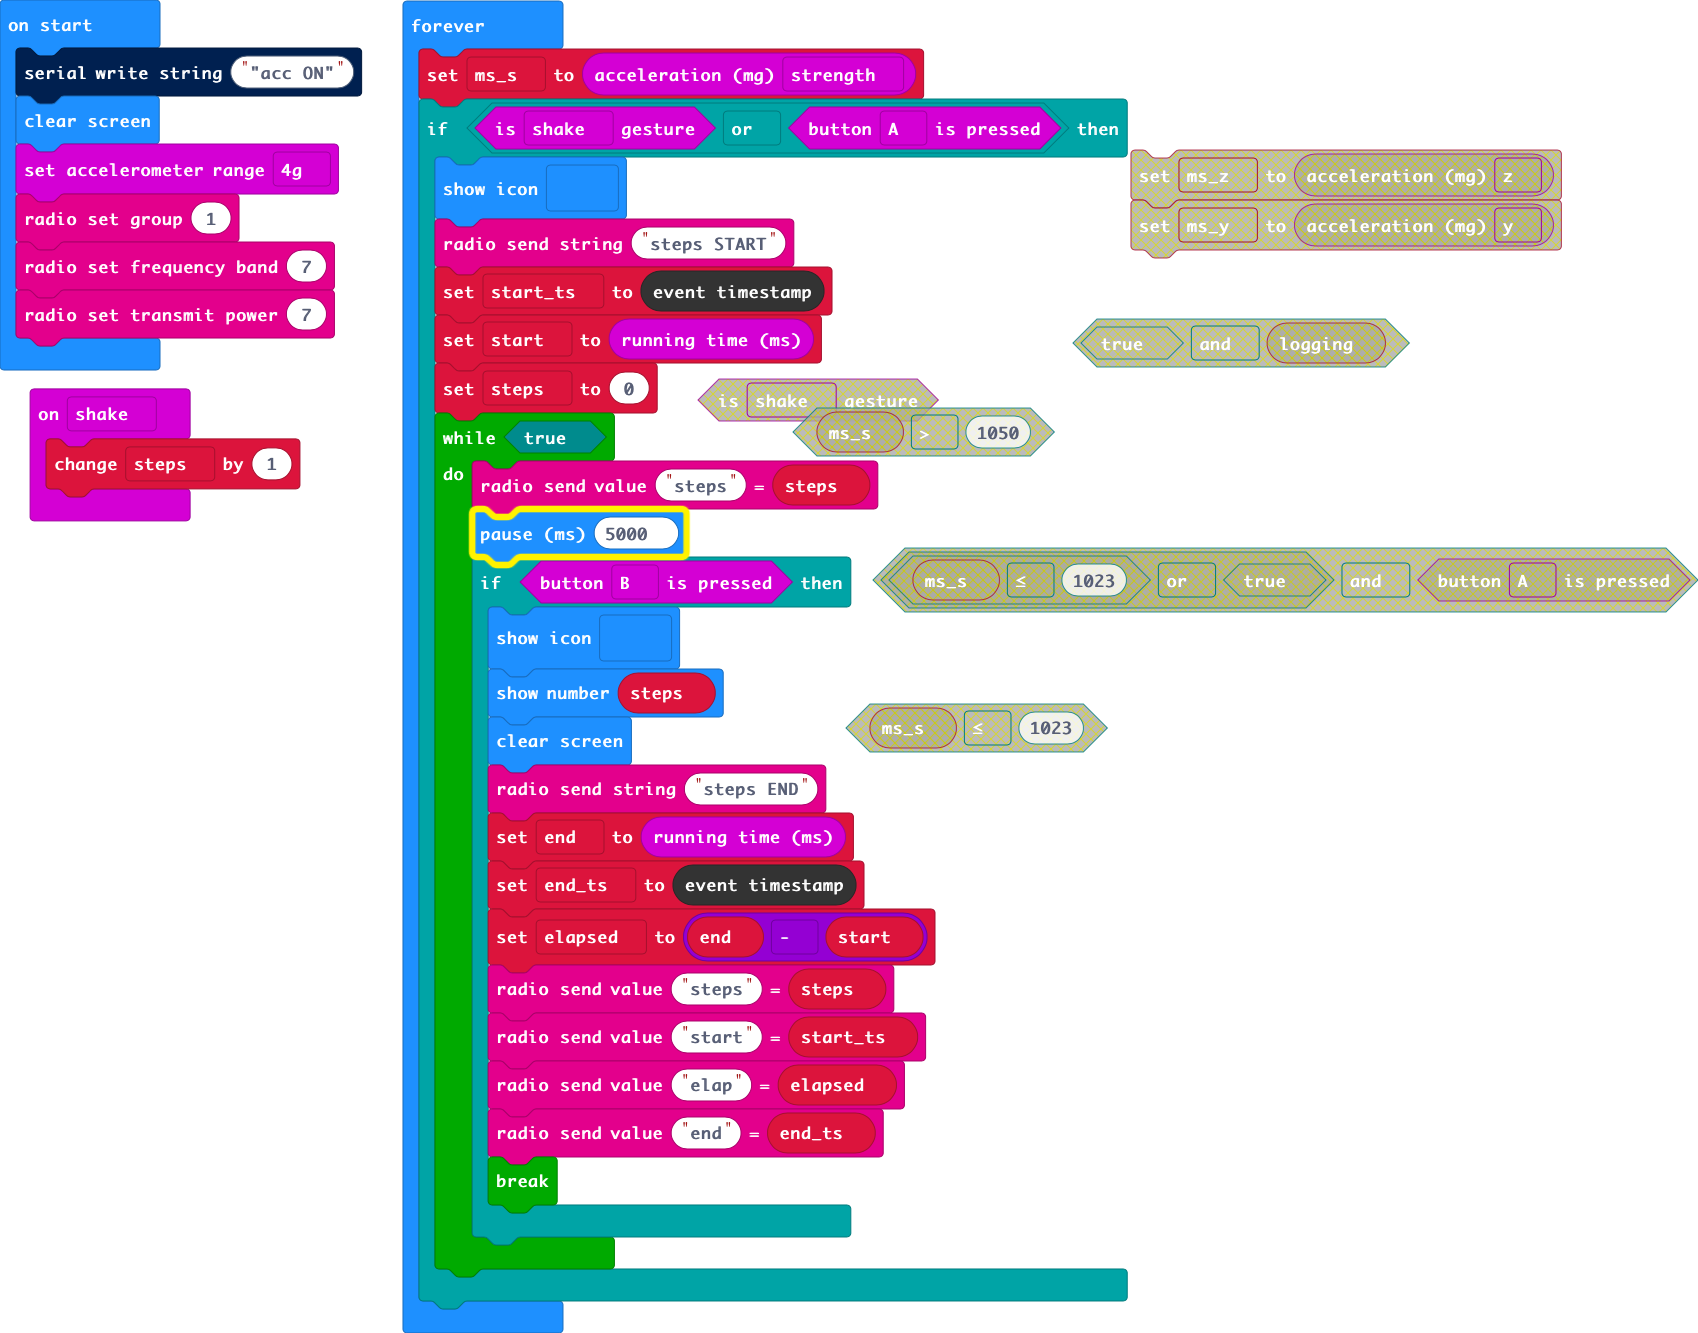 on start
serial write string ""acc ON""
clear screen
set accelerometer range 4g
radio set group 1
radio set frequency band 7
radio set transmit power 7
on shake
change steps by 1
forever
set ms_s to acceleration (mg) strength
if is shake gesture or button A is pressed then
show icon
radio send string "steps START"
set start_ts to event timestamp
set start to running time (ms)
set steps to 0
while true
do radio send value "steps" = steps
pause (ms) 5000
if button B is pressed then
show icon
show number steps
clear screen
radio send string "steps END"
set end to running time (ms)
set end_ts to event timestamp
set elapsed to end - start
radio send value "steps" = steps
radio send value "start" = start_ts
radio send value "elap" = elapsed
radio send value "end" = end_ts
break
set ms_z to acceleration (mg) z
set ms_y to acceleration (mg) y
true and logging
is shake gesture
ms_s > 1050
ms_s ≤ 1023 or true and button A is pressed
ms_s ≤ 1023